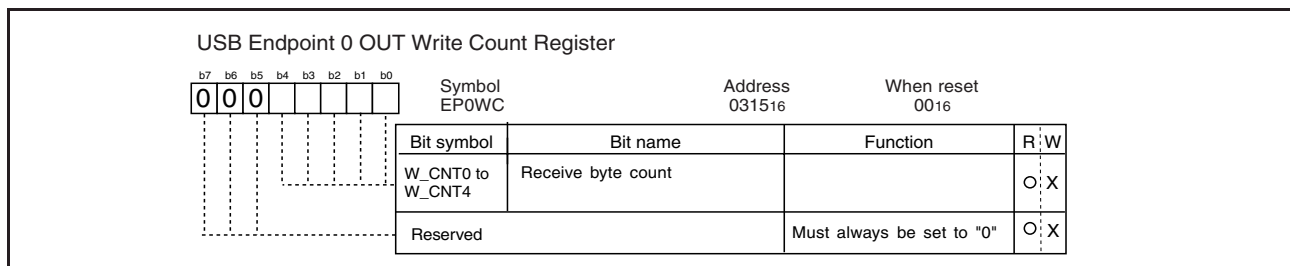 USB Endpoint 0 OUT Write Count Register
b7 b6 b5 b4 b3 b2 b1 b0
0 0 0
Symbol Address When reset
EP0WC 031516 0016
Bit symbol Bit name Function R W
W_CNT0 to W_CNT4 Receive byte count O X
Reserved Must always be set to "0" O X